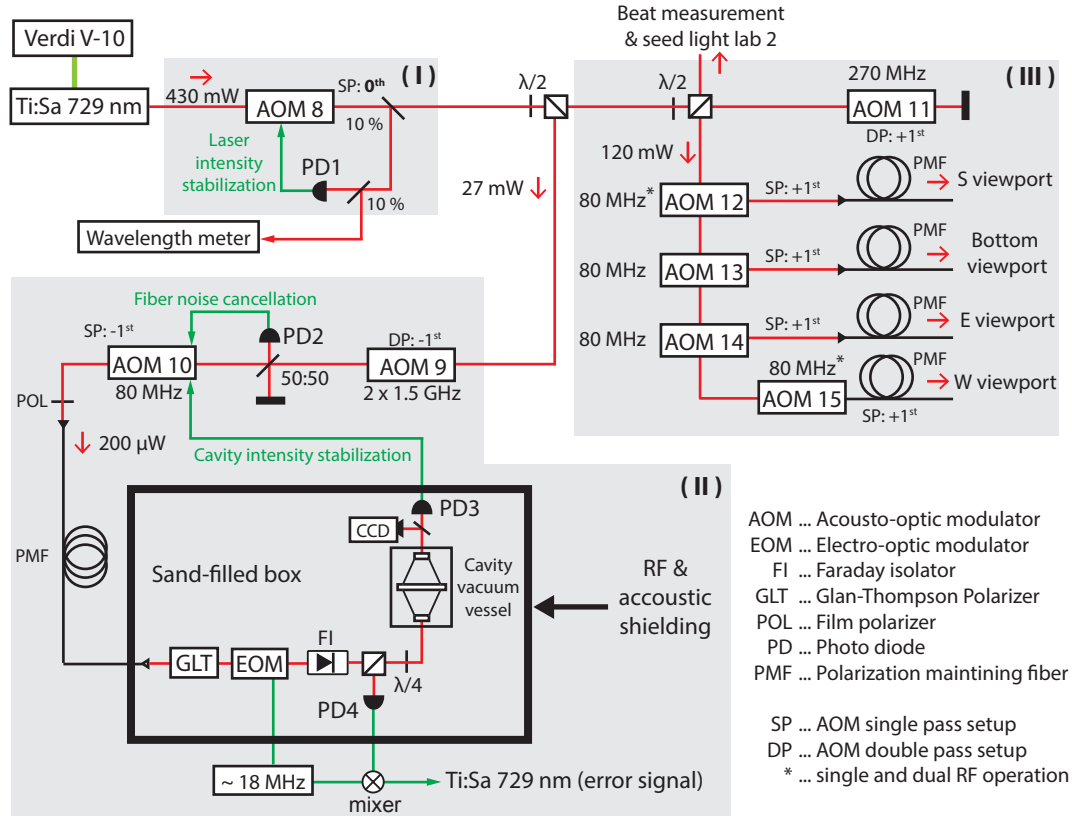 Verdi V-10
Ti:Sa 729 nm
430 mW
( I )
SP: 0th
AOM 8
10 %
Laser
intensity
stabilization
PD1
10 %
Wavelength meter
λ/2
27 mW
Beat measurement
& seed light lab 2
λ/2
( III )
270 MHz
AOM 11
DP: +1st
120 mW
80 MHz*
AOM 12
SP: +1st
PMF
S viewport
80 MHz
AOM 13
SP: +1st
PMF
Bottom
viewport
80 MHz
AOM 14
SP: +1st
PMF
E viewport
80 MHz*
AOM 15
SP: +1st
PMF
W viewport
Fiber noise cancellation
SP: -1st
AOM 10
80 MHz
PD2
50:50
DP: -1st
AOM 9
2 x 1.5 GHz
POL
200 µW
Cavity intensity stabilization
( II )
PMF
Sand-filled box
PD3
CCD
Cavity
vacuum
vessel
RF &
accoustic
shielding
GLT
EOM
FI
λ/4
PD4
~ 18 MHz
mixer
Ti:Sa 729 nm (error signal)
AOM ... Acousto-optic modulator
EOM ... Electro-optic modulator
FI ... Faraday isolator
GLT ... Glan-Thompson Polarizer
POL ... Film polarizer
PD ... Photo diode
PMF ... Polarization maintining fiber
SP ... AOM single pass setup
DP ... AOM double pass setup
* ... single and dual RF operation